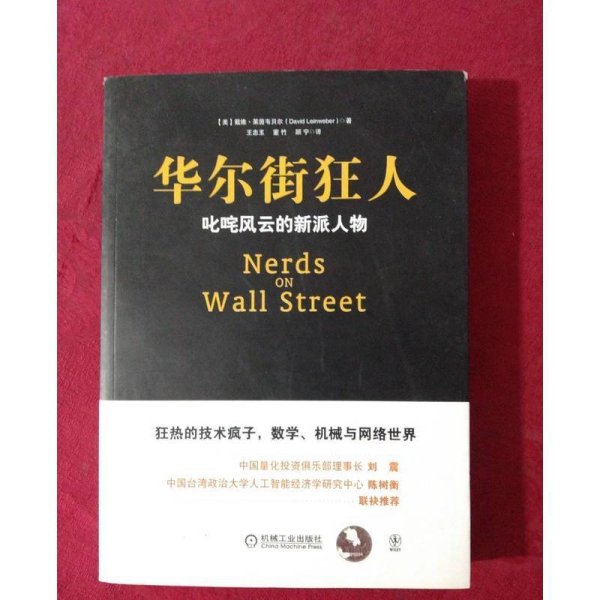 【美】戴维·莱茵韦贝尔（David Leinweber）◎著
王忠玉 董竹 顾宇◎译
华尔街狂人
叱咤风云的新派人物
Nerds
ON
Wall Street
狂热的技术疯子，数学、机械与网络世界
中国量化投资俱乐部理事长 刘 震
中国台湾政治大学人工智能经济学研究中心 陈树衡
联袂推荐
机械工业出版社
China Machine Press
WILEY